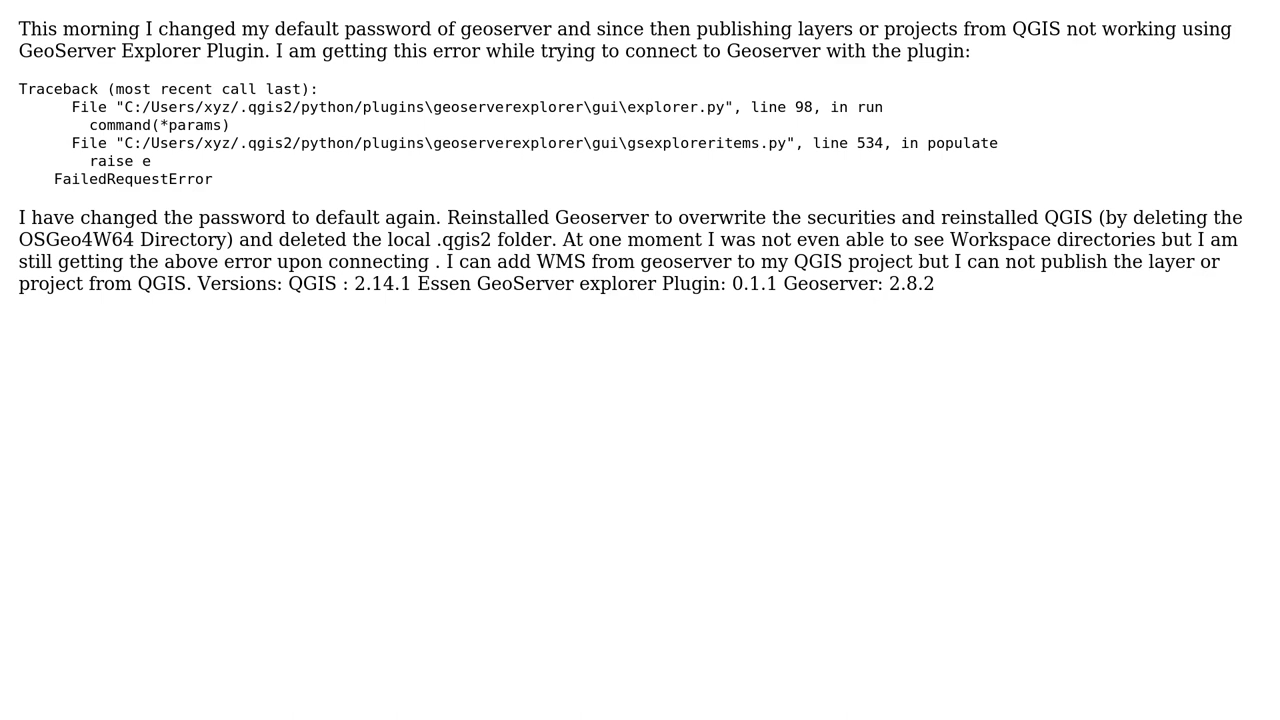 This morning I changed my default password of geoserver and since then publishing layers or projects from QGIS not working using
GeoServer Explorer Plugin. I am getting this error while trying to connect to Geoserver with the plugin:
Traceback (most recent call last):
      File "C:/Users/xyz/.qgis2/python/plugins\geoserverexplorer\gui\explorer.py", line 98, in run
        command(*params)
      File "C:/Users/xyz/.qgis2/python/plugins\geoserverexplorer\gui\gsexploreritems.py", line 534, in populate
        raise e
    FailedRequestError
I have changed the password to default again. Reinstalled Geoserver to overwrite the securities and reinstalled QGIS (by deleting the
OSGeo4W64 Directory) and deleted the local .qgis2 folder. At one moment I was not even able to see Workspace directories but I am
still getting the above error upon connecting . I can add WMS from geoserver to my QGIS project but I can not publish the layer or
project from QGIS. Versions: QGIS : 2.14.1 Essen GeoServer explorer Plugin: 0.1.1 Geoserver: 2.8.2